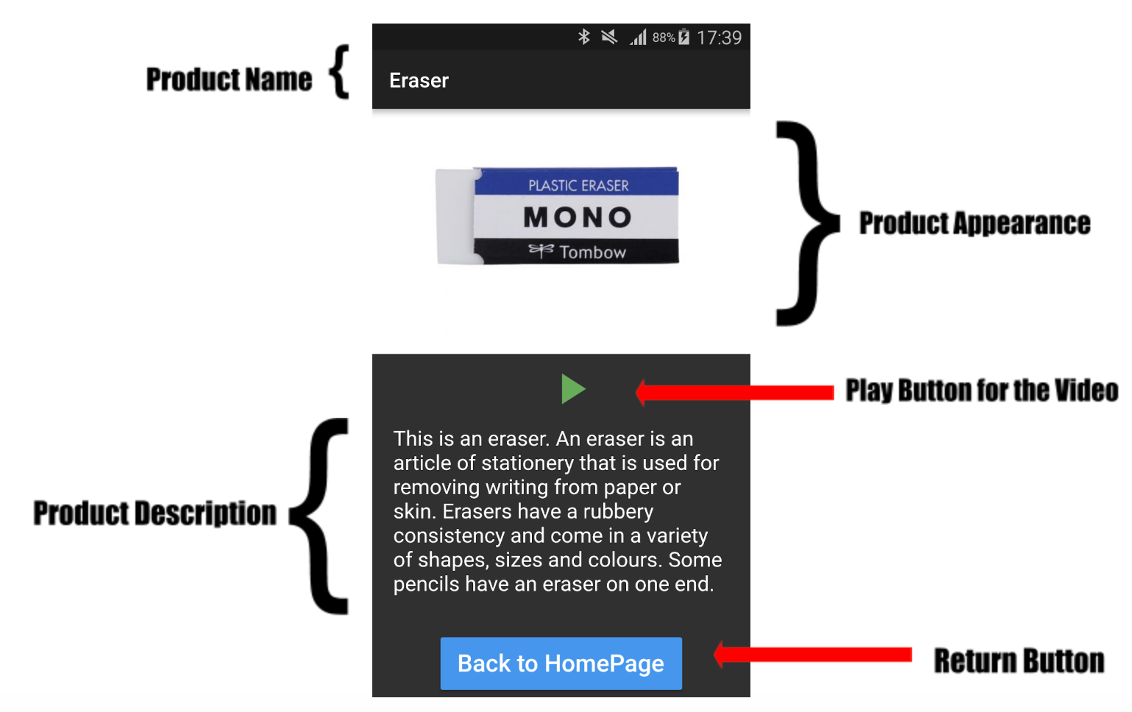 88% 17:39
Product Name
Eraser
PLASTIC ERASER
MONO
Tombow
Product Appearance
Play Button for the Video
This is an eraser. An eraser is an
article of stationery that is used for
removing writing from paper or
skin. Erasers have a rubbery
consistency and come in a variety
of shapes, sizes and colours. Some
pencils have an eraser on one end.
Product Description
Back to HomePage
Return Button